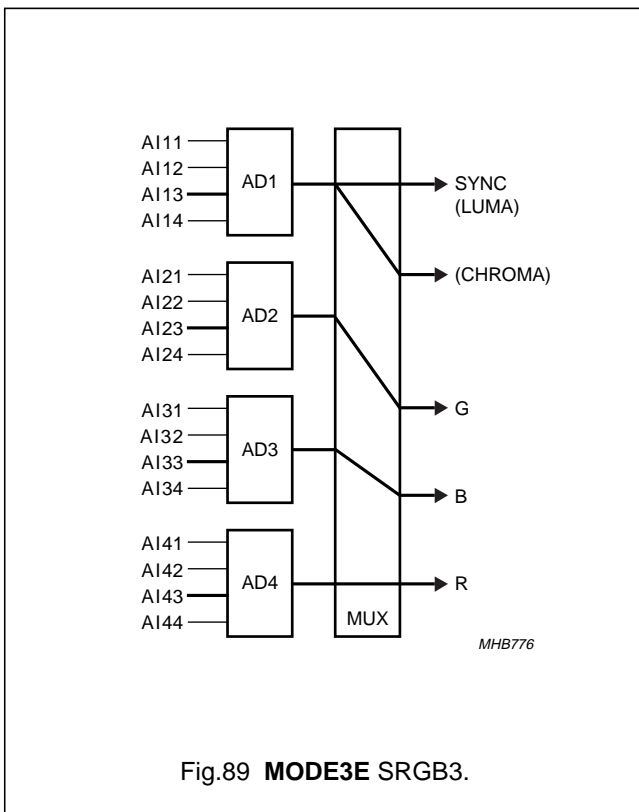 AI11
AI12
AI13
AI14
AD1
SYNC
(LUMA)
(CHROMA)
AI21
AI22
AI23
AI24
AD2
G
AI31
AI32
AI33
AI34
AD3
B
AI41
AI42
AI43
AI44
AD4
R
MUX
MHB776
Fig.89 MODE3E SRGB3.